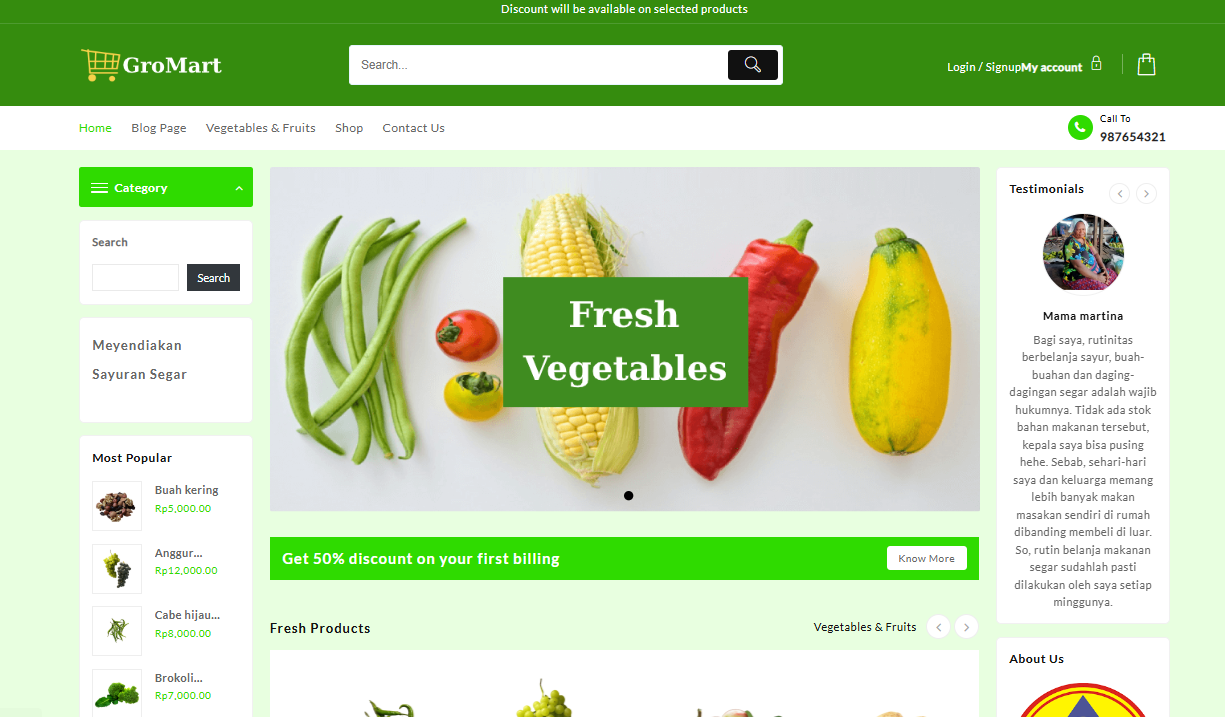 Discount will be available on selected products
GroMart
Search...
Login / SignupMy account
Home
Blog Page
Vegetables & Fruits
Shop
Contact Us
Call To
987654321
Category
Search
Search
Meyendiakan
Sayuran Segar
Most Popular
Buah kering
Rp5,000.00
Anggur...
Rp12,000.00
Cabe hijau...
Rp8,000.00
Brokoli...
Rp7,000.00
Fresh
Vegetables
Get 50% discount on your first billing
Know More
Fresh Products
Vegetables & Fruits
Testimonials
Mama martina
Bagi saya, rutinitas
berbelanja sayur, buah-
buahan dan daging-
dagingan segar adalah wajib
hukumnya. Tidak ada stok
bahan makanan tersebut,
kepala saya bisa pusing
hehe. Sebab, sehari-hari
saya dan keluarga memang
lebih banyak makan
masakan sendiri di rumah
dibanding membeli di luar.
So, rutin belanja makanan
segar sudahlah pasti
dilakukan oleh saya setiap
minggunya.
About Us